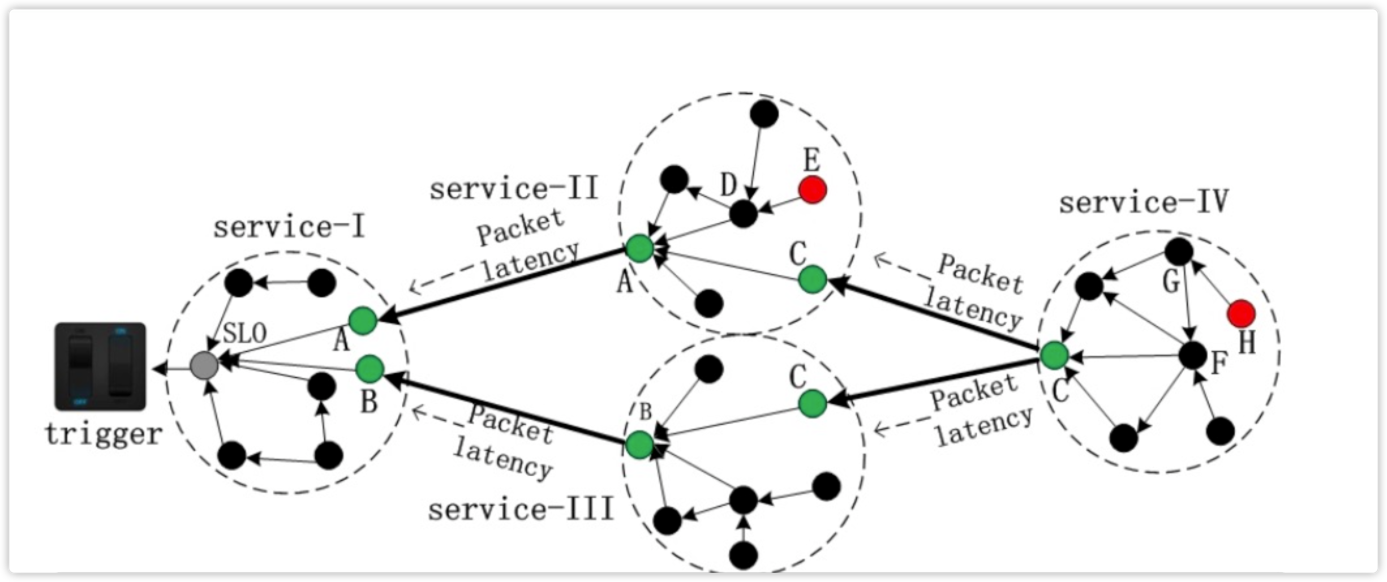 service-I
SLO
A
B
trigger
service-II
E
D
C
A
Packet
latency
Packet
latency
service-III
B
C
Packet
latency
Packet
latency
service-IV
G
H
F
C